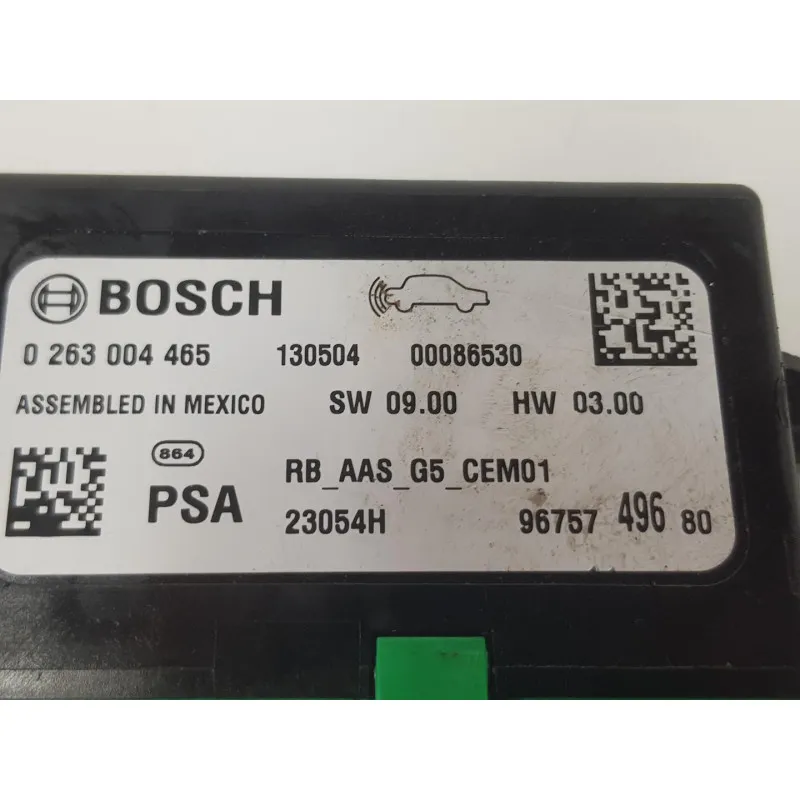 BOSCH
0 263 004 465 130504 00086530
ASSEMBLED IN MEXICO SW 09.00 HW 03.00
864 RB_AAS_G5_CEM01
PSA 23054H 96757 496 80